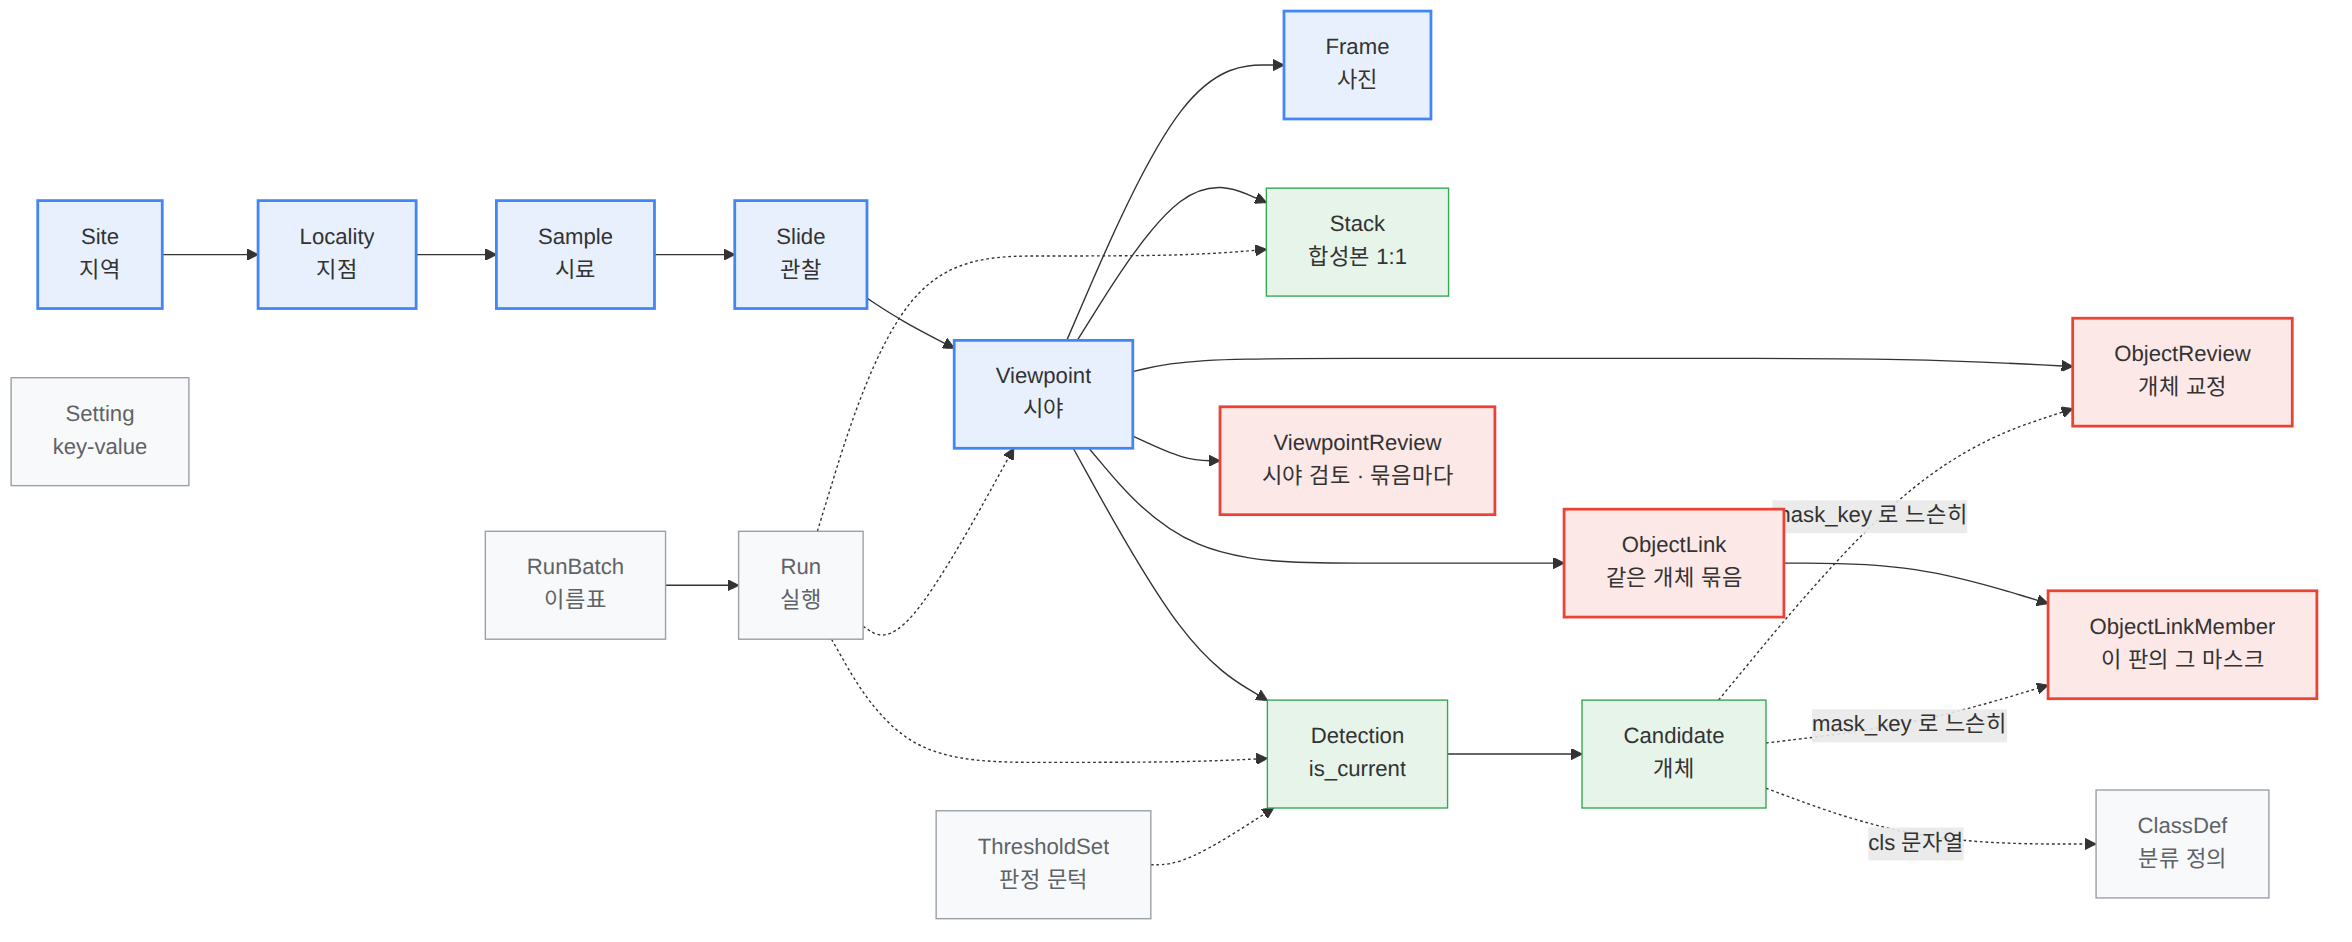 Frame
사진
Stack
합성본 1:1
Site
지역
Locality
지점
Sample
시료
Slide
관찰
Viewpoint
시야
ObjectReview
개체 교정
Setting
key-value
ViewpointReview
시야 검토 · 묶음마다
mask_key 로 느슨히
ObjectLink
같은 개체 묶음
RunBatch
이름표
Run
실행
ObjectLinkMember
이 판의 그 마스크
mask_key 로 느슨히
Detection
is_current
Candidate
개체
ThresholdSet
판정 문턱
cls 문자열
ClassDef
분류 정의